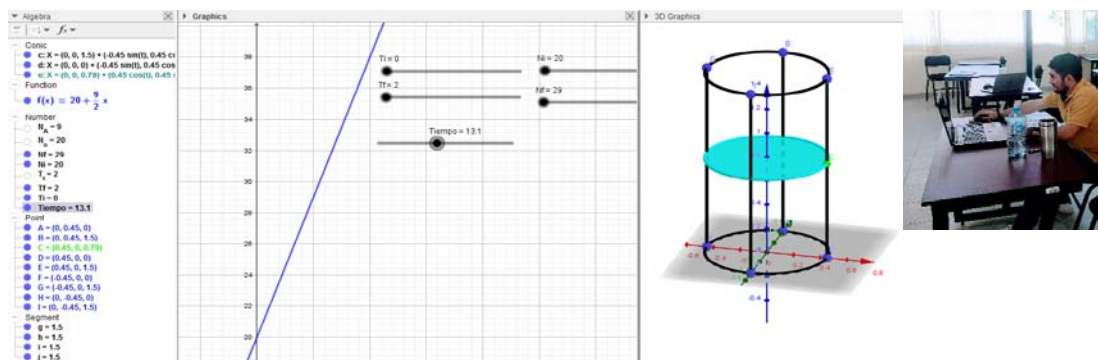 Algebra
Graphics
3D Graphics
Conic
c: X = (0, 0, 1.5) + (-0.45 sin(t), 0.45 c
d: X = (0, 0, 0) + (-0.45 sin(t), 0.45 cos
e: X = (0, 0, 0.79) + (0.45 cos(t), 0.45 s
Function
f(x) = 20 + 9/2 x
Number
N_A = 9
Nf = 29
Ni = 20
Tf = 2
Ti = 0
Tiempo = 13.1
Point
A = (0, 0.45, 0)
B = (0, 0.45, 1.5)
C = (0.45, 0, 0.79)
D = (0.45, 0, 0)
E = (0.45, 0, 1.5)
F = (-0.45, 0, 0)
G = (-0.45, 0, 1.5)
H = (0, -0.45, 0)
I = (0, -0.45, 1.5)
Segment
g = 1.5
h = 1.5
i = 1.5
j = 1.5
38
36
34
32
30
28
26
24
22
20
Ti = 0
Tf = 2
Ni = 20
Nf = 29
Tiempo = 13.1
B
1.4
1
-0.4